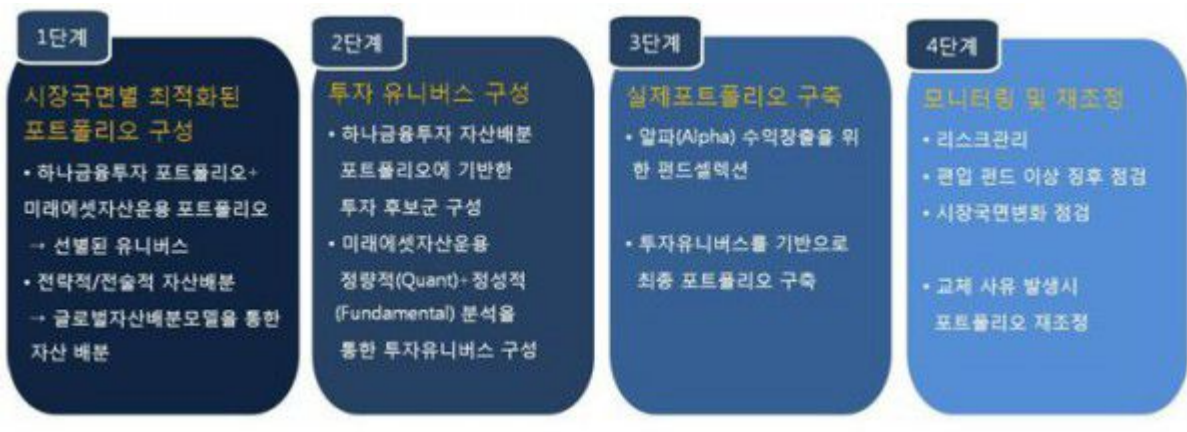 1단계
시장국면별 최적화된
포트폴리오 구성
• 하나금융투자 포트폴리오+
미래에셋자산운용 포트폴리오
→ 선별된 유니버스
• 전략적/전술적 자산배분
→ 글로벌자산배분모델을 통한
자산 배분
2단계
투자 유니버스 구성
• 하나금융투자 자산배분
포트폴리오에 기반한
투자 후보군 구성
• 미래에셋자산운용
정량적(Quant)+정성적
(Fundamental) 분석을
통한 투자유니버스 구성
3단계
실제포트폴리오 구축
• 알파(Alpha) 수익창출을 위
한 펀드셀렉션
• 투자유니버스를 기반으로
최종 포트폴리오 구축
4단계
모니터링 및 재조정
• 리스크관리
• 편입 펀드 이상 징후 점검
• 시장국면변화 점검
• 교체 사유 발생시
포트폴리오 재조정